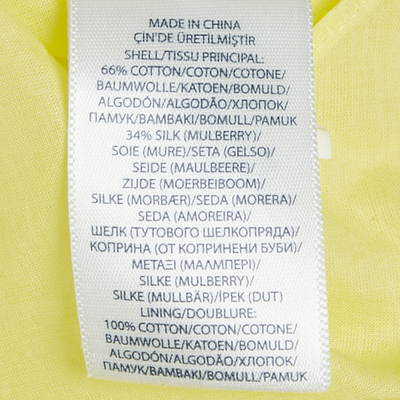 MADE IN CHINA
ÇİN'DE ÜRETİLMİŞTİR
SHELL/TISSU PRINCIPAL:
66% COTTON/COTON/COTONE/
BAUMWOLLE/KATOEN/BOMULD/
ALGODÓN/ALGODÃO/ХЛОПОК/
ПАМУК/BAMBAKI/BOMULL/PAMUK
34% SILK (MULBERRY)/
SOIE (MURE)/SETA (GELSO)/
SEIDE (MAULBEERE)/
ZIJDE (MOERBEIBOOM)/
SILKE (MORBÆR)/SEDA (MORERA)/
SEDA (AMOREIRA)/
ШЕЛК (ТУТОВОГО ШЕЛКОПРЯДА)/
КОПРИНА (ОТ КОПРИНЕНИ БУБИ)/
ΜΕΤΑΞΙ (ΜΑΛΜΠΕΡΙ)/
SILKE (MULBERRY)/
SILKE (MULLBÄR)/İPEK (DUT)
LINING/DOUBLURE:
100% COTTON/COTON/COTONE/
BAUMWOLLE/KATOEN/BOMULD/
ALGODÓN/ALGODÃO/ХЛОПОК/
ПАМУК/BAMBAKI/BOMULL/PAMUK